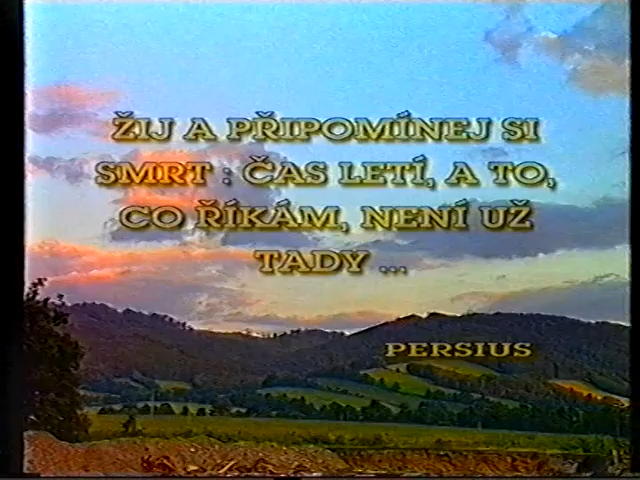 ŽIJ A PŘIPOMÍNEJ SI
SMRT : ČAS LETÍ, A TO,
CO ŘÍKÁM, NENÍ UŽ
TADY ...
PERSIUS